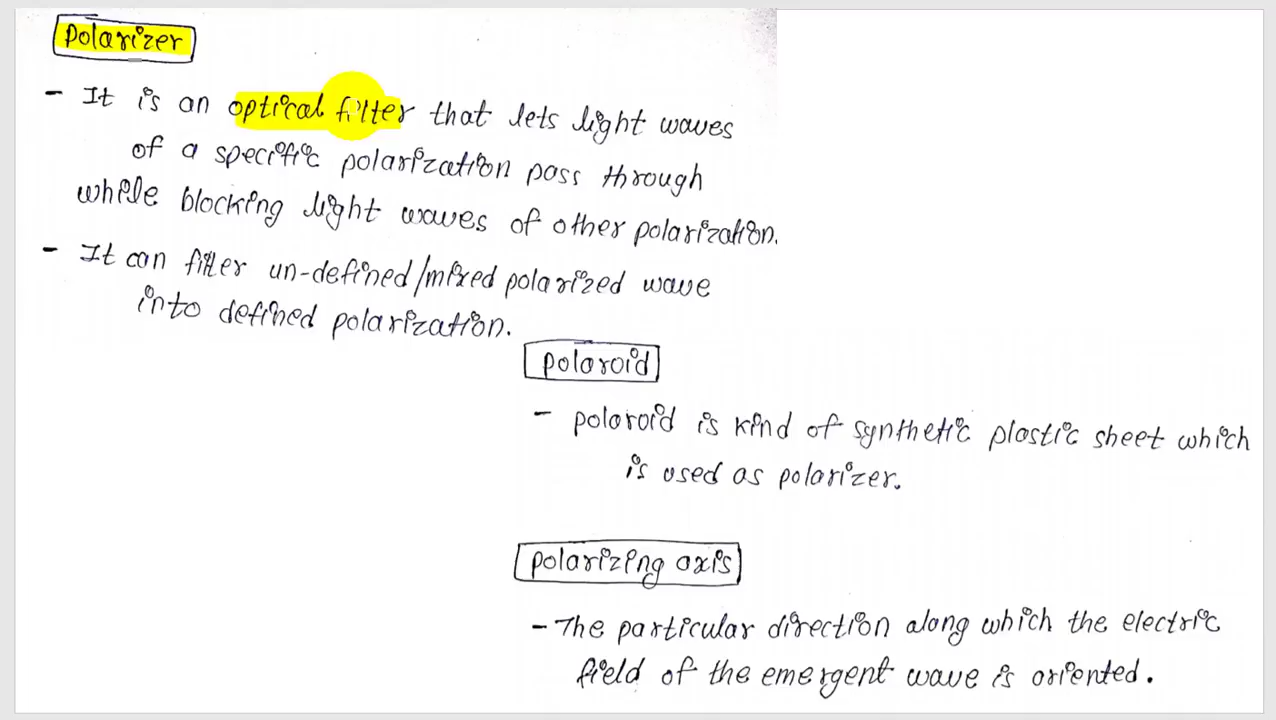 Polarizer
- It is an optical filter that lets light waves
of a specific polarization pass through
while blocking light waves of other polarization.
- It can filter un-defined/mixed polarized wave
into defined polarization.
polaroid
- polaroid is kind of synthetic plastic sheet which
is used as polarizer.
polarizing axis
- The particular direction along which the electric
field of the emergent wave is oriented.